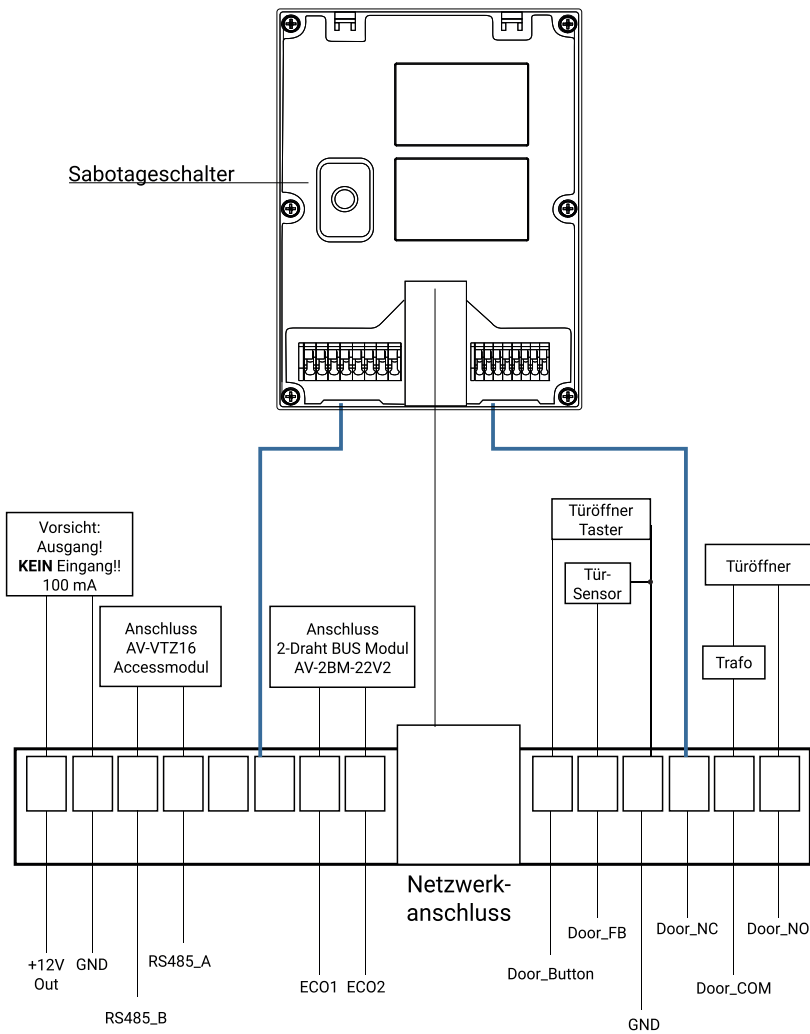 Sabotageschalter
Vorsicht:
Ausgang!
KEIN Eingang!!
100 mA
Anschluss
AV-VTZ16
Accessmodul
Anschluss
2-Draht BUS Modul
AV-2BM-22V2
Türöffner
Taster
Tür-
Sensor
Türöffner
Trafo
Netzwerk-
anschluss
+12V
Out
GND
RS485_B
RS485_A
ECO1
ECO2
Door_Button
Door_FB
GND
Door_NC
Door_COM
Door_NO